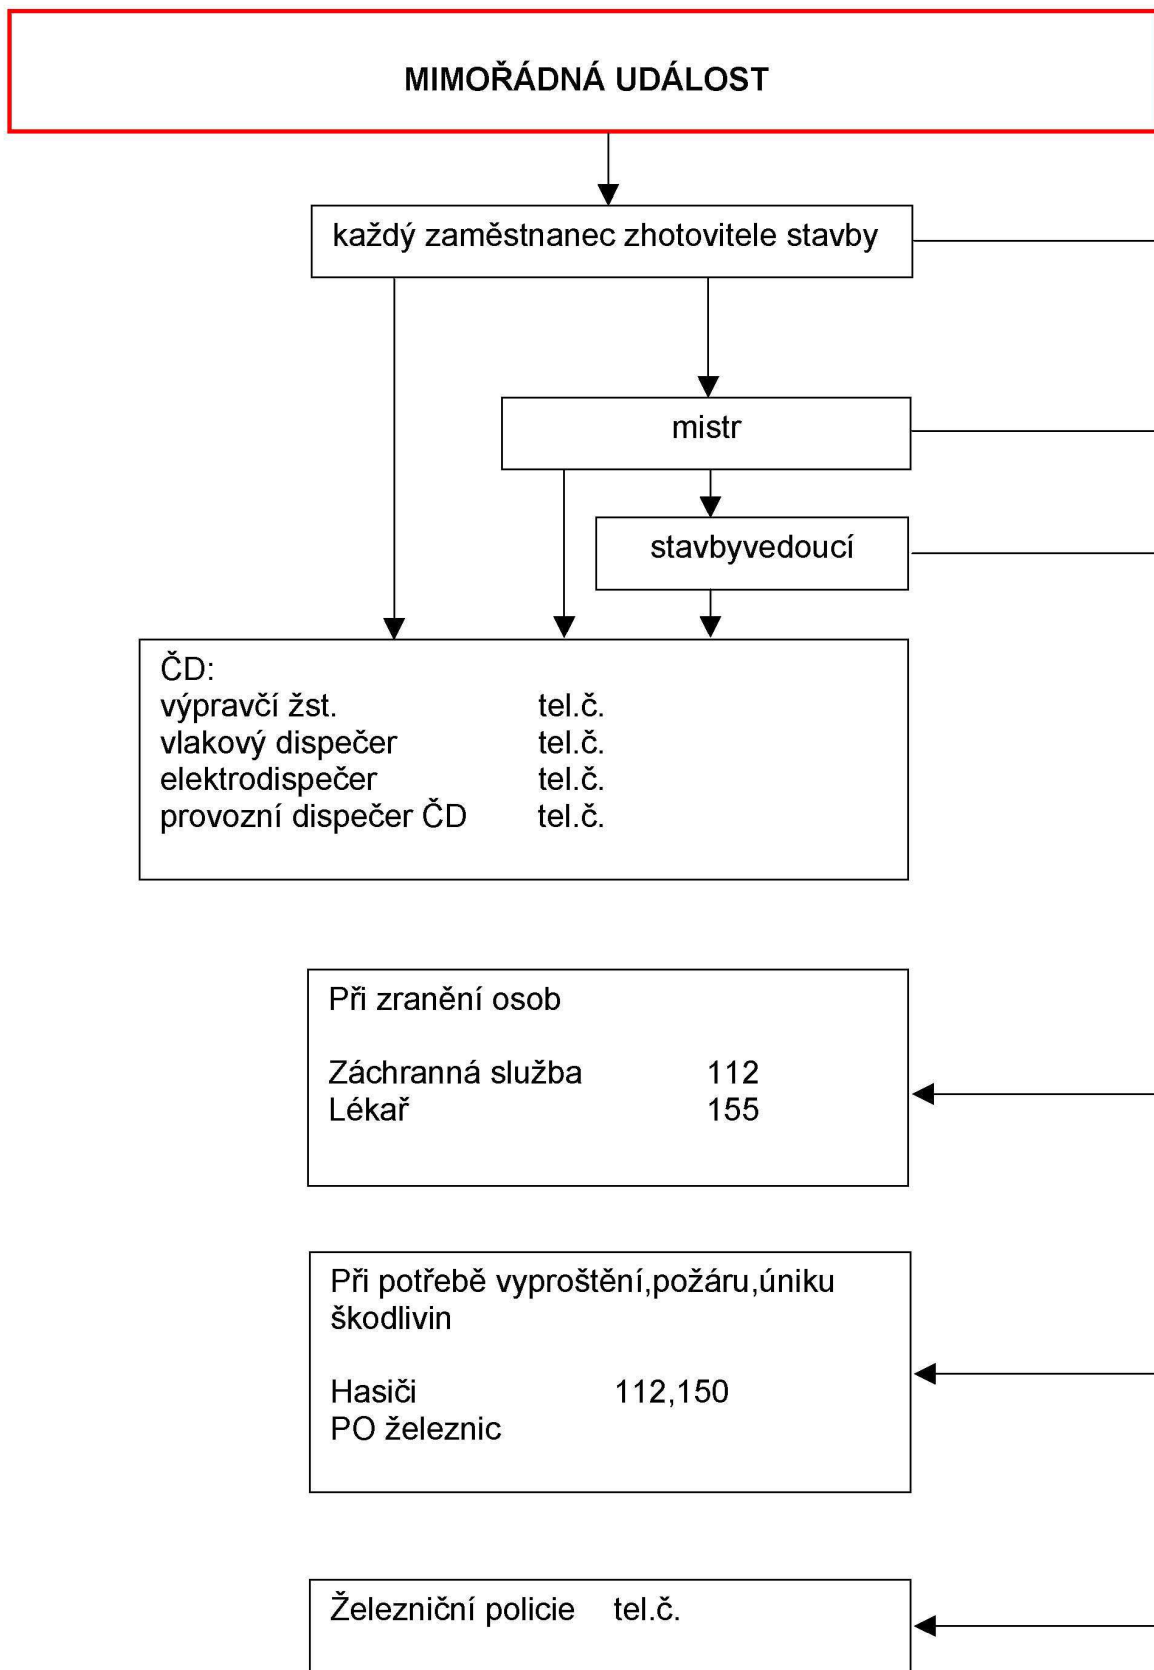 MIMOŘÁDNÁ UDÁLOST
každý zaměstnanec zhotovitele stavby
mistr
stavbyvedoucí
ČD:
výpravčí žst. tel.č.
vlakový dispečer tel.č.
elektrodispečer tel.č.
provozní dispečer ČD tel.č.
Při zranění osob
Záchranná služba 112
Lékař 155
Při potřebě vyproštění,požáru,úniku
škodlivin
Hasiči 112,150
PO železnic
Železniční policie tel.č.